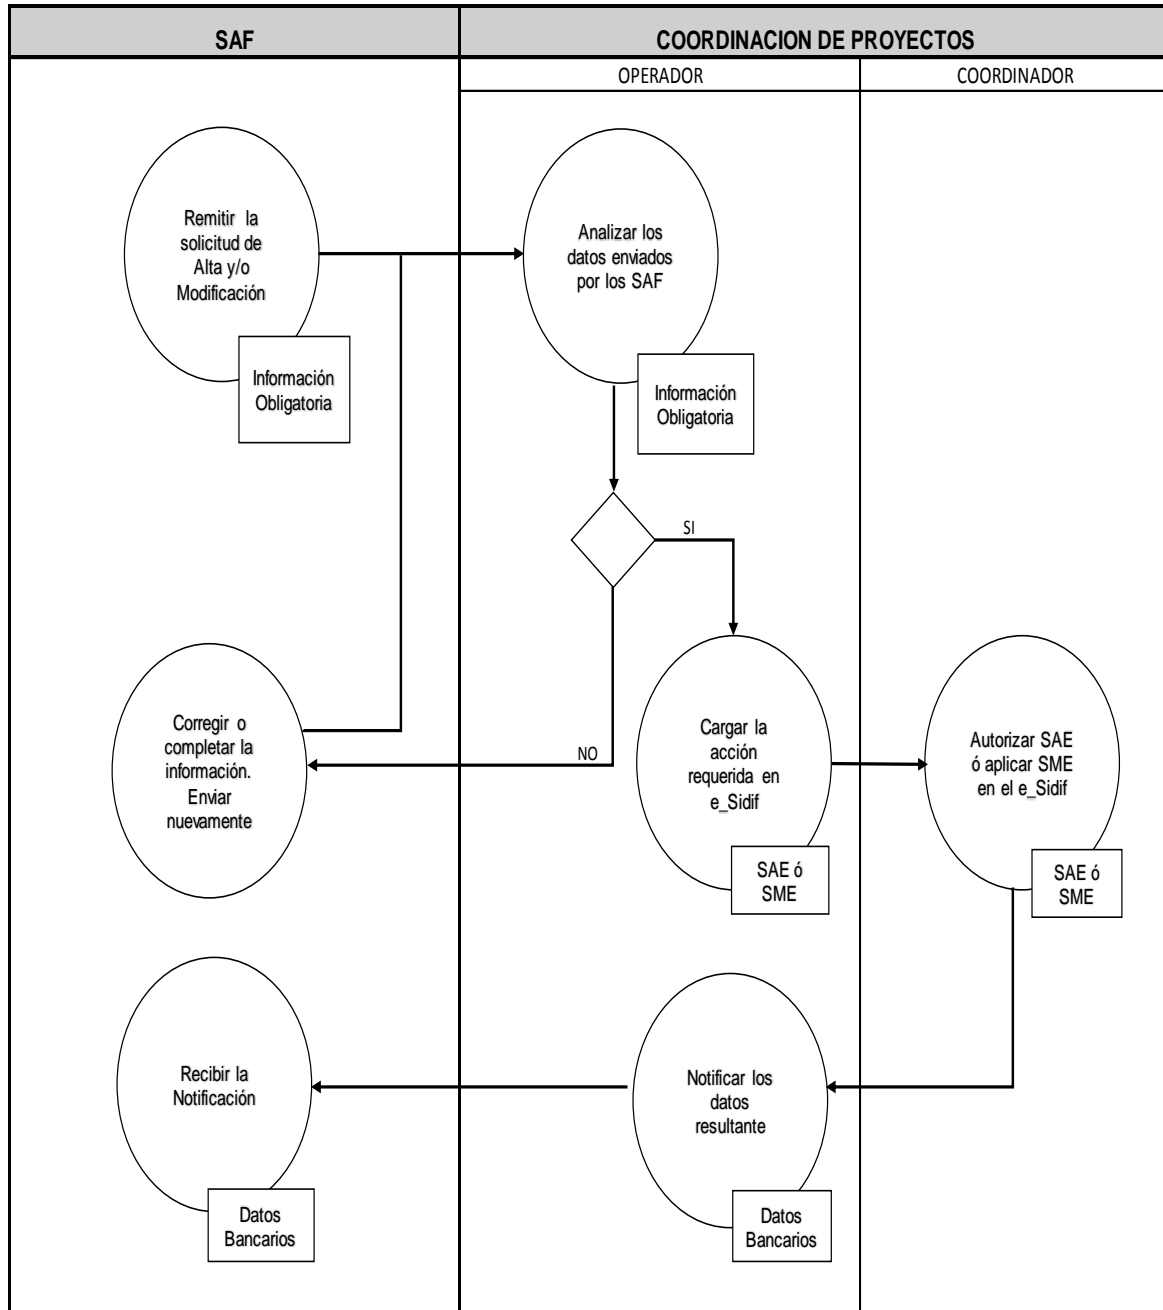 SAF
COORDINACION DE PROYECTOS
OPERADOR
COORDINADOR
Remitir la
solicitud de
Alta y/o
Modificación
Información
Obligatoria
Analizar los
datos enviados
por los SAF
Información
Obligatoria
SI
NO
Corregir o
completar la
información.
Enviar
nuevamente
Cargar la
acción
requerida en
e_Sidif
SAE ó
SME
Autorizar SAE
ó aplicar SME
en el e_Sidif
SAE ó
SME
Recibir la
Notificación
Datos
Bancarios
Notificar los
datos
resultante
Datos
Bancarios